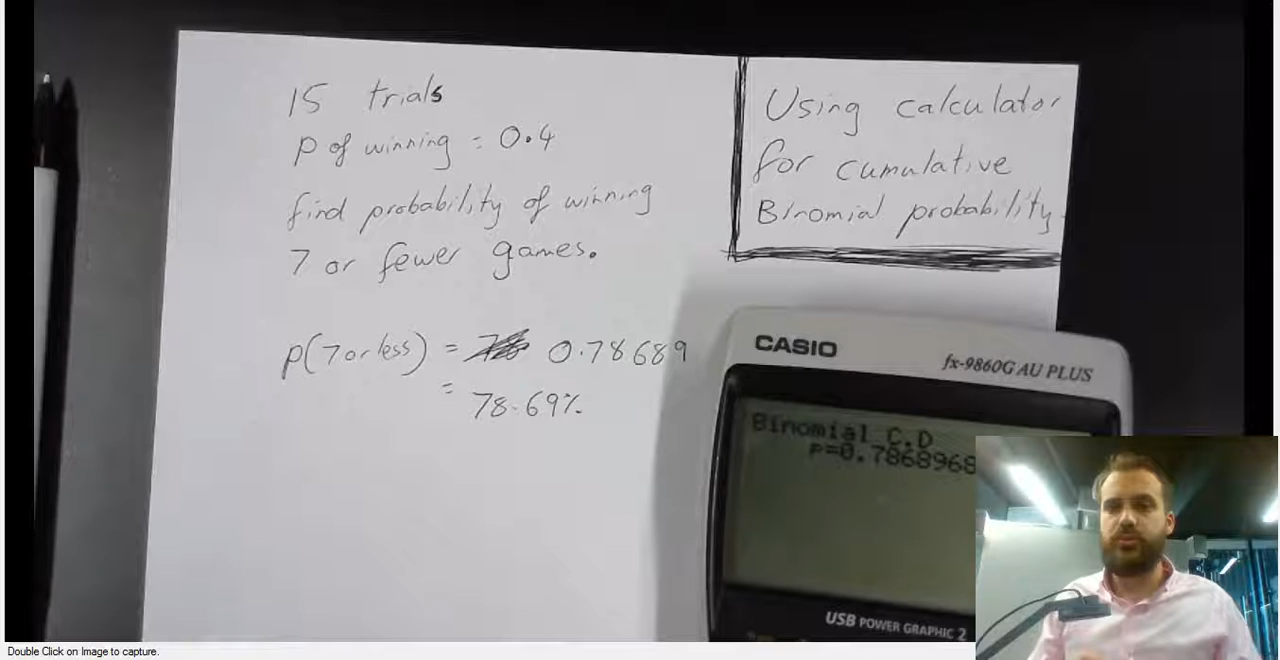 15 trials
p of winning = 0.4
find probability of winning
7 or fewer games.
p(7 or less) = 0.78689
= 78.69%
Using calculator
for cumulative
Binomial probability
CASIO
fx-9860G AU PLUS
Binomial C.D
p=0.7868968
USB POWER GRAPHIC 2
Double Click on Image to capture.